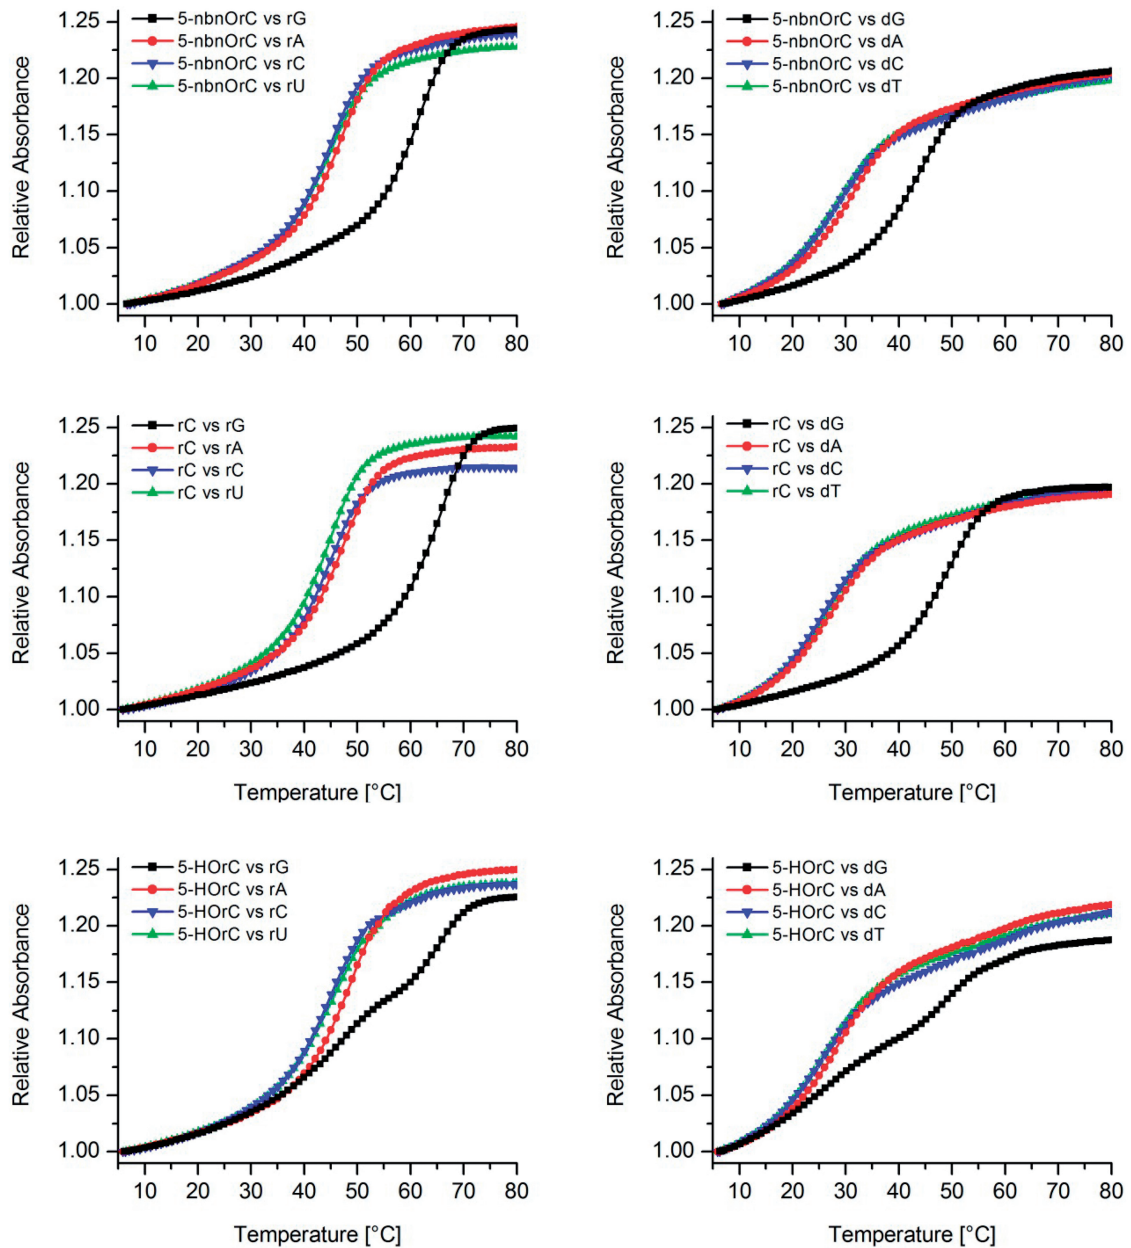 Relative Absorbance
1.25
1.20
1.15
1.10
1.05
1.00
5-nbnOrC vs rG
5-nbnOrC vs rA
5-nbnOrC vs rC
5-nbnOrC vs rU
10 20 30 40 50 60 70 80
Relative Absorbance
1.25
1.20
1.15
1.10
1.05
1.00
5-nbnOrC vs dG
5-nbnOrC vs dA
5-nbnOrC vs dC
5-nbnOrC vs dT
10 20 30 40 50 60 70 80
Relative Absorbance
1.25
1.20
1.15
1.10
1.05
1.00
rC vs rG
rC vs rA
rC vs rC
rC vs rU
10 20 30 40 50 60 70 80
Temperature [°C]
Relative Absorbance
1.25
1.20
1.15
1.10
1.05
1.00
rC vs dG
rC vs dA
rC vs dC
rC vs dT
10 20 30 40 50 60 70 80
Temperature [°C]
Relative Absorbance
1.25
1.20
1.15
1.10
1.05
1.00
5-HOrC vs rG
5-HOrC vs rA
5-HOrC vs rC
5-HOrC vs rU
10 20 30 40 50 60 70 80
Temperature [°C]
Relative Absorbance
1.25
1.20
1.15
1.10
1.05
1.00
5-HOrC vs dG
5-HOrC vs dA
5-HOrC vs dC
5-HOrC vs dT
10 20 30 40 50 60 70 80
Temperature [°C]